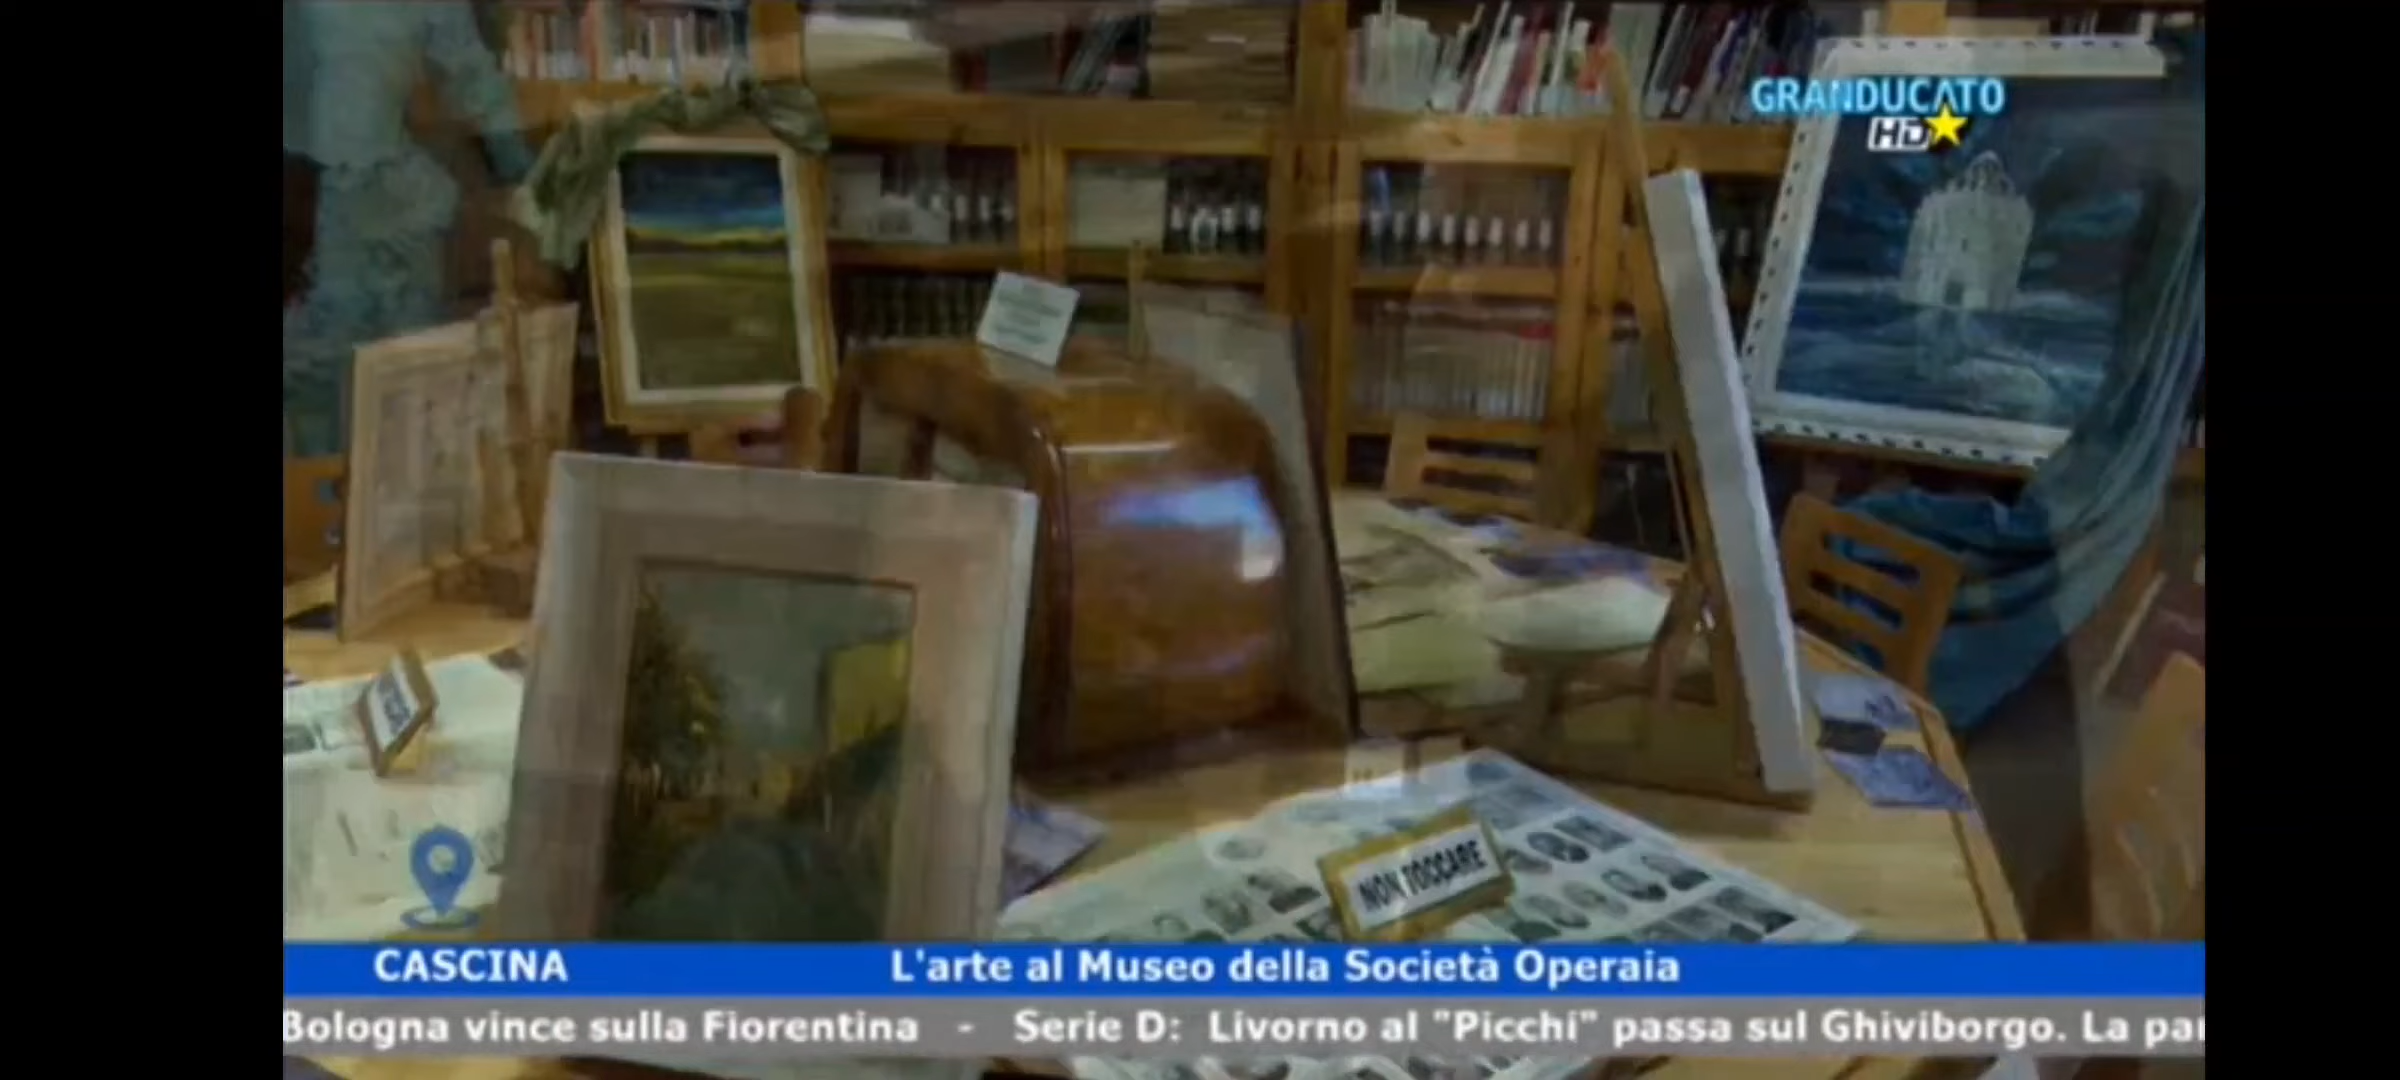 GRANDUCATO
HD
NON TOCCARE
CASCINA
L'arte al Museo della Società Operaia
Bologna vince sulla Fiorentina - Serie D: Livorno al "Picchi" passa sul Ghiviborgo. La par